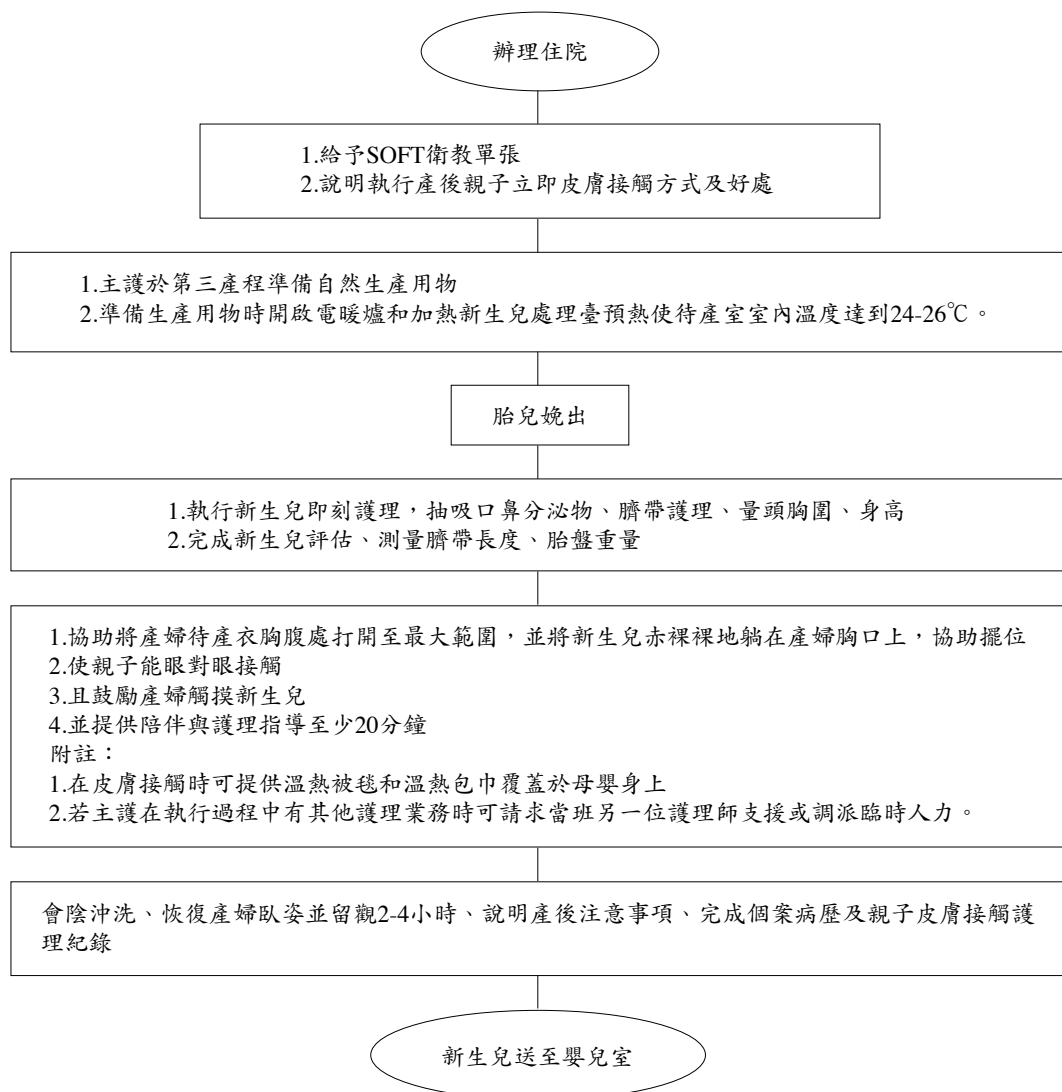 辦理住院
1.給予SOFT衛教單張
2.說明執行產後親子立即皮膚接觸方式及好處
1.主護於第三產程準備自然生產用物
2.準備生產用物時開啟電暖爐和加熱新生兒處理臺預熱使待產室室內溫度達到24-26℃。
胎兒娩出
1.執行新生兒即刻護理，抽吸口鼻分泌物、臍帶護理、量頭胸圍、身高
2.完成新生兒評估、測量臍帶長度、胎盤重量
1.協助將產婦待產衣胸腹處打開至最大範圍，並將新生兒赤裸裸地躺在產婦胸口上，協助擺位
2.使親子能眼對眼接觸
3.且鼓勵產婦觸摸新生兒
4.並提供陪伴與護理指導至少20分鐘
附註：
1.在皮膚接觸時可提供溫熱被毯和溫熱包巾覆蓋於母嬰身上
2.若主護在執行過程中有其他護理業務時可請求當班另一位護理師支援或調派臨時人力。
會陰沖洗、恢復產婦臥姿並留觀2-4小時、說明產後注意事項、完成個案病歷及親子皮膚接觸護
理紀錄
新生兒送至嬰兒室